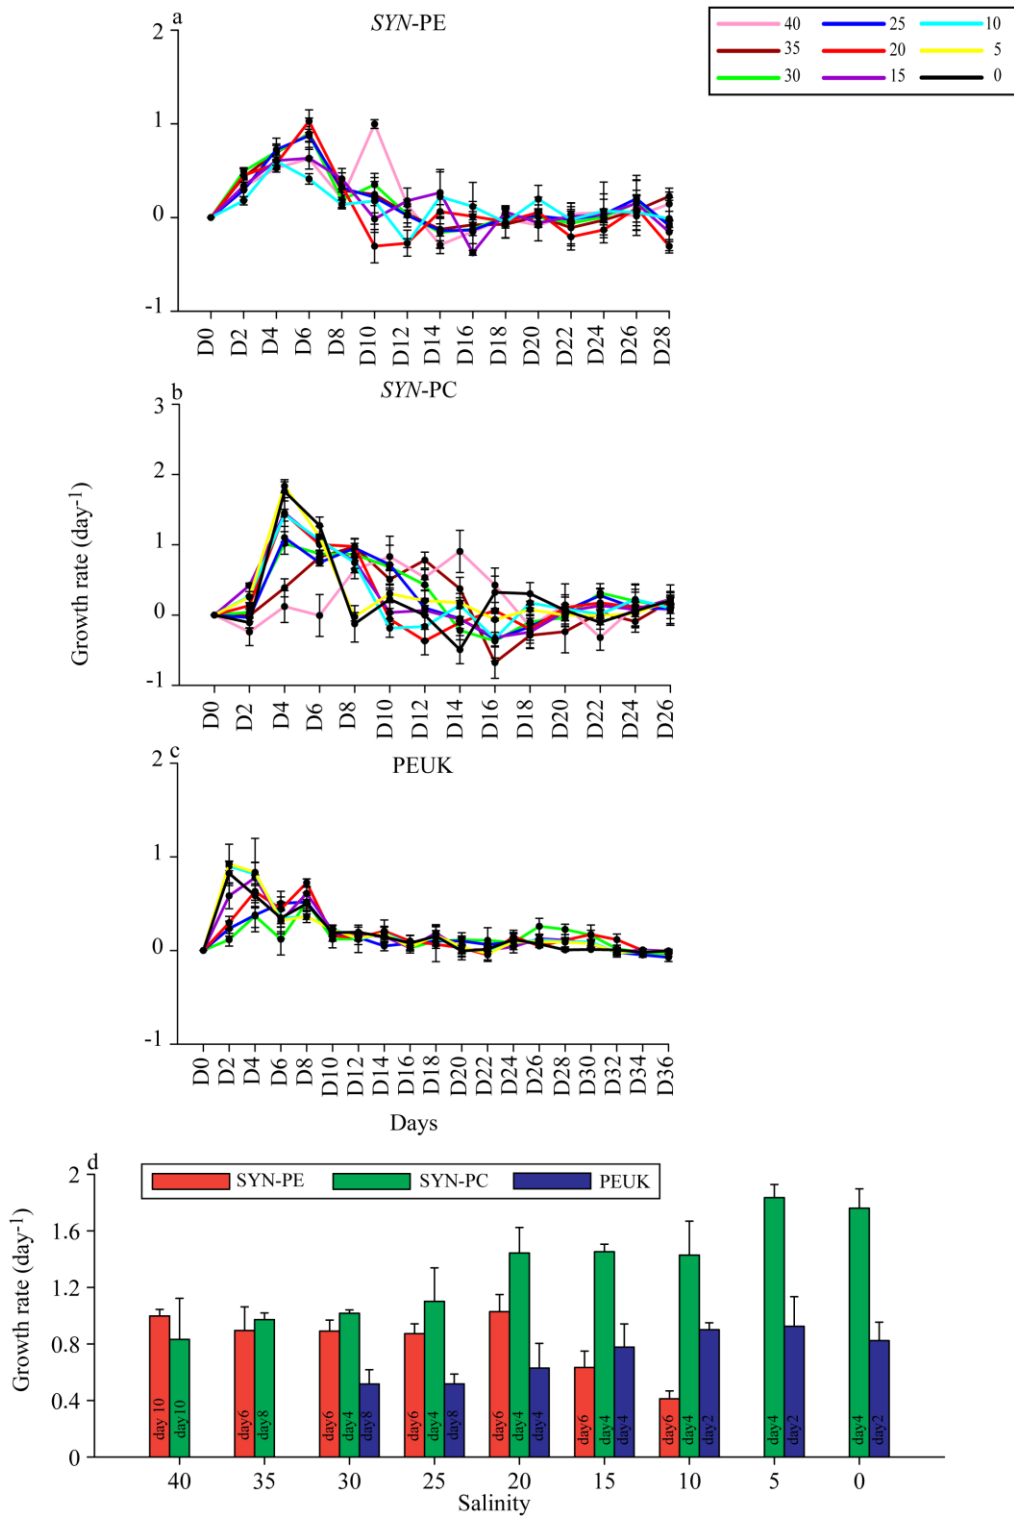 a
SYN-PE
40 25 10
35 20 5
30 15 0
2
1
0
-1
D0 D2 D4 D6 D8 D10 D12 D14 D16 D18 D20 D22 D24 D26 D28
b
SYN-PC
3
2
1
0
-1
Growth rate (day-1)
D0 D2 D4 D6 D8 D10 D12 D14 D16 D18 D20 D22 D24 D26
c
PEUK
2
1
0
-1
D0 D2 D4 D6 D8 D10 D12 D14 D16 D18 D20 D22 D24 D26 D28 D30 D32 D34 D36
Days
d
SYN-PE SYN-PC PEUK
2
1.6
1.2
0.8
0.4
0
Growth rate (day-1)
day 10 day10 day6 day8 day6 day4 day8 day6 day4 day8 day6 day4 day4 day6 day4 day4 day6 day4 day2 day4 day2 day4 day2
40 35 30 25 20 15 10 5 0
Salinity